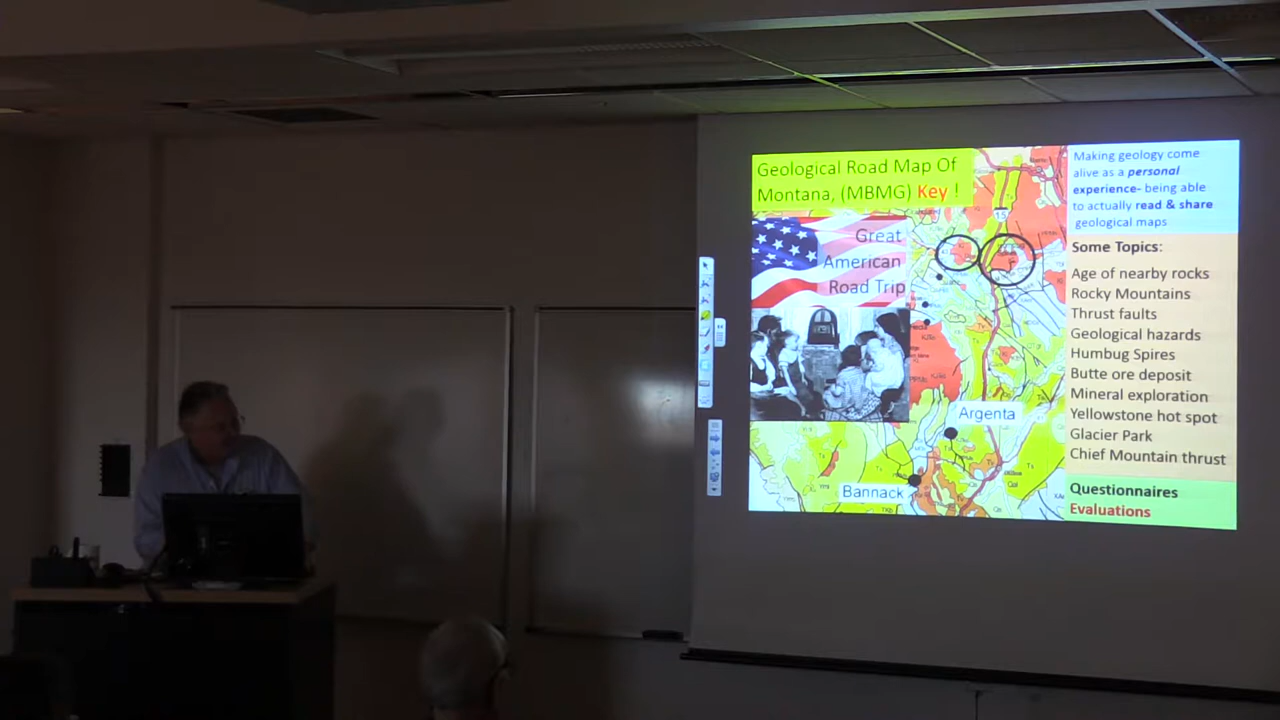 Geological Road Map Of
Montana, (MBMG) Key !
Great
American
Road Trip
15
Argenta
Bannack
Making geology come
alive as a personal
experience- being able
to actually read & share
geological maps
Some Topics:
Age of nearby rocks
Rocky Mountains
Thrust faults
Geological hazards
Humbug Spires
Butte ore deposit
Mineral exploration
Yellowstone hot spot
Glacier Park
Chief Mountain thrust
Questionnaires
Evaluations